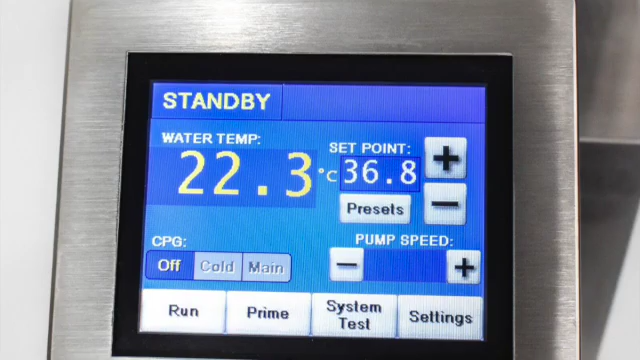 STANDBY
WATER TEMP:
22.3 °C
SET POINT:
36.8
+
−
Presets
CPG:
Off Cold Main
PUMP SPEED:
− +
Run Prime System Test Settings